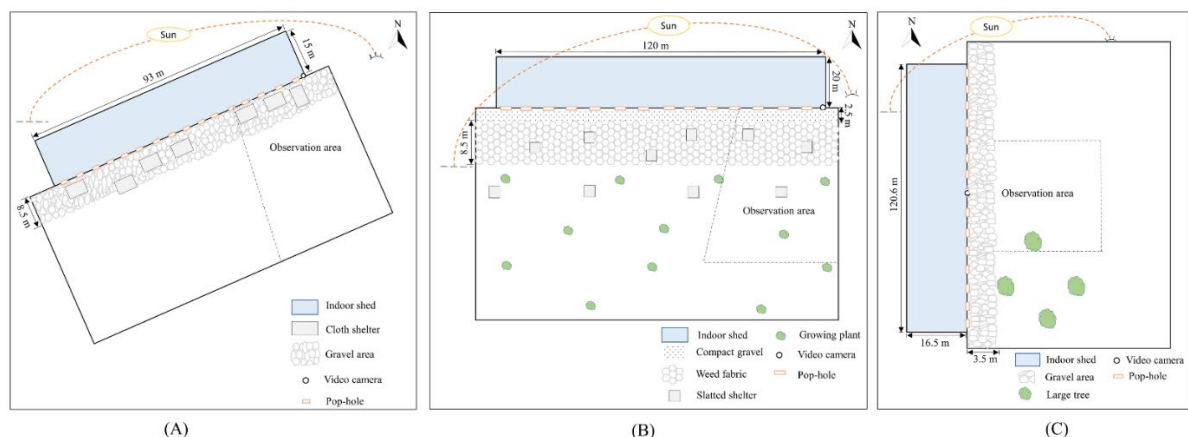 Sun
N
15 m
93 m
Observation area
8.5 m
Indoor shed
Cloth shelter
Gravel area
Video camera
Pop-hole
(A)
Sun
N
120 m
20 m
2.5 m
8.5 m
Observation area
Indoor shed
Growing plant
Compact gravel
Video camera
Weed fabric
Pop-hole
Slatted shelter
(B)
Sun
N
Observation area
120.6 m
16.5 m
3.5 m
Indoor shed
Video camera
Gravel area
Pop-hole
Large tree
(C)